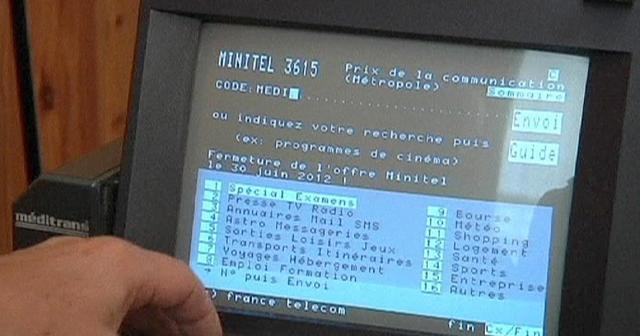 MINITEL 3615
Prix de la communication
(Métropole)
C
Sommaire
CODE:MEDI
Envoi
ou indiquez votre recherche puis
(ex: programmes de cinéma)
Guide
Fermeture de l'offre Minitel
le 30 juin 2012 !
1 Spécial Examens
2 Presse TV Radio
3 Annuaires Mail SMS
4 Astro Messageries
5 Sorties Loisirs Jeux
6 Transports Itinéraires
7 Voyages Hébergement
8 Emploi Formation
→ N° puis Envoi
9 Bourse
10 Météo
11 Shopping
12 Logement
13 Santé
14 Sports
15 Entreprise
16 Autres
france telecom
fin Cx/Fin
méditrans